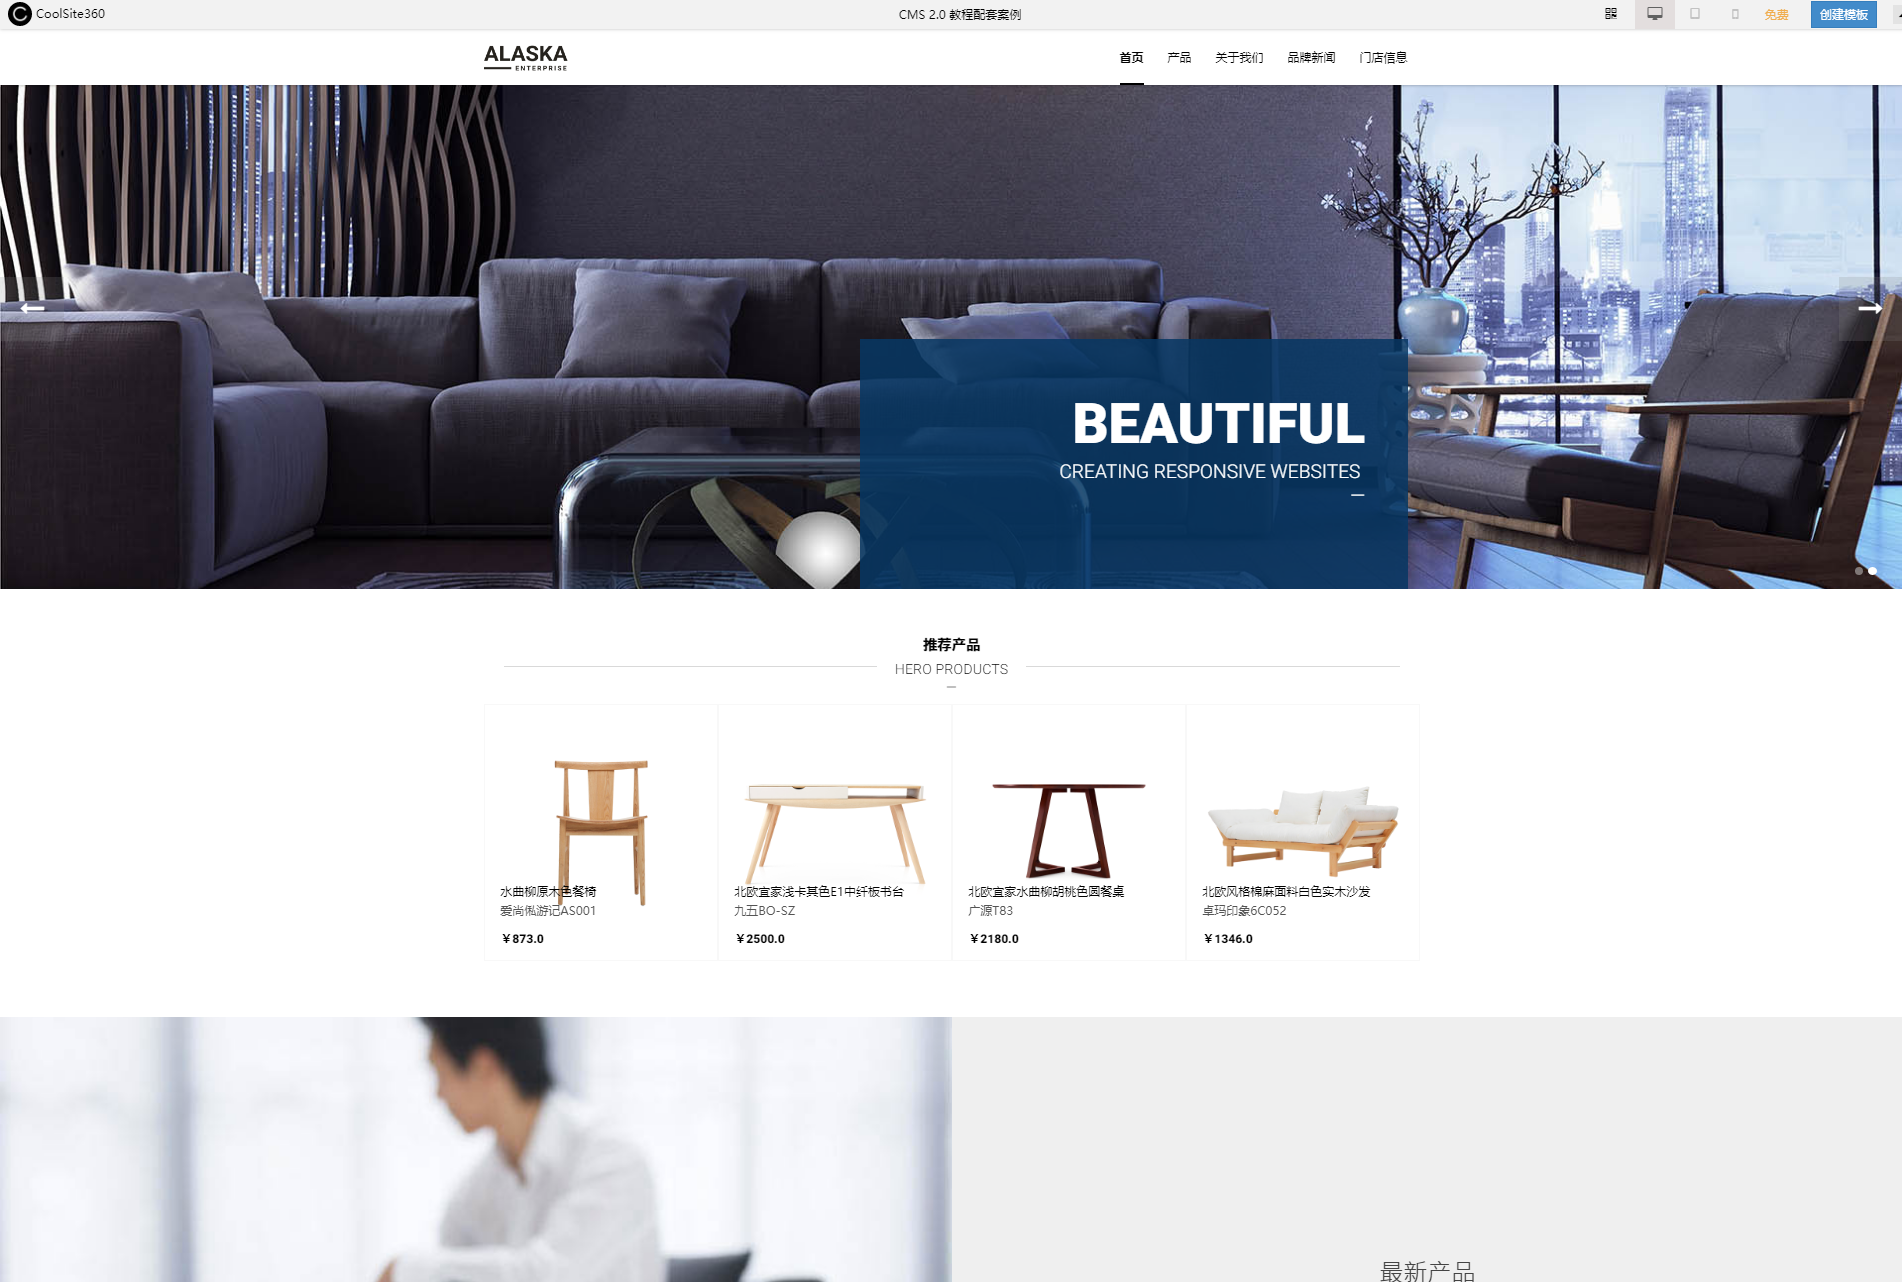 CoolSite360
CMS 2.0 教程配套案例
免费
创建模板
ALASKA
ENTERPRISE
首页
产品
关于我们
品牌新闻
门店信息
BEAUTIFUL
CREATING RESPONSIVE WEBSITES
推荐产品
HERO PRODUCTS
水曲柳原木色餐椅
爱尚俬游记AS001
¥873.0
北欧宜家浅卡其色E1中纤板书台
九五BO-SZ
¥2500.0
北欧宜家水曲柳胡桃色圆餐桌
广源T83
¥2180.0
北欧风格棉麻面料白色实木沙发
卓玛印象6C052
¥1346.0
最新产品